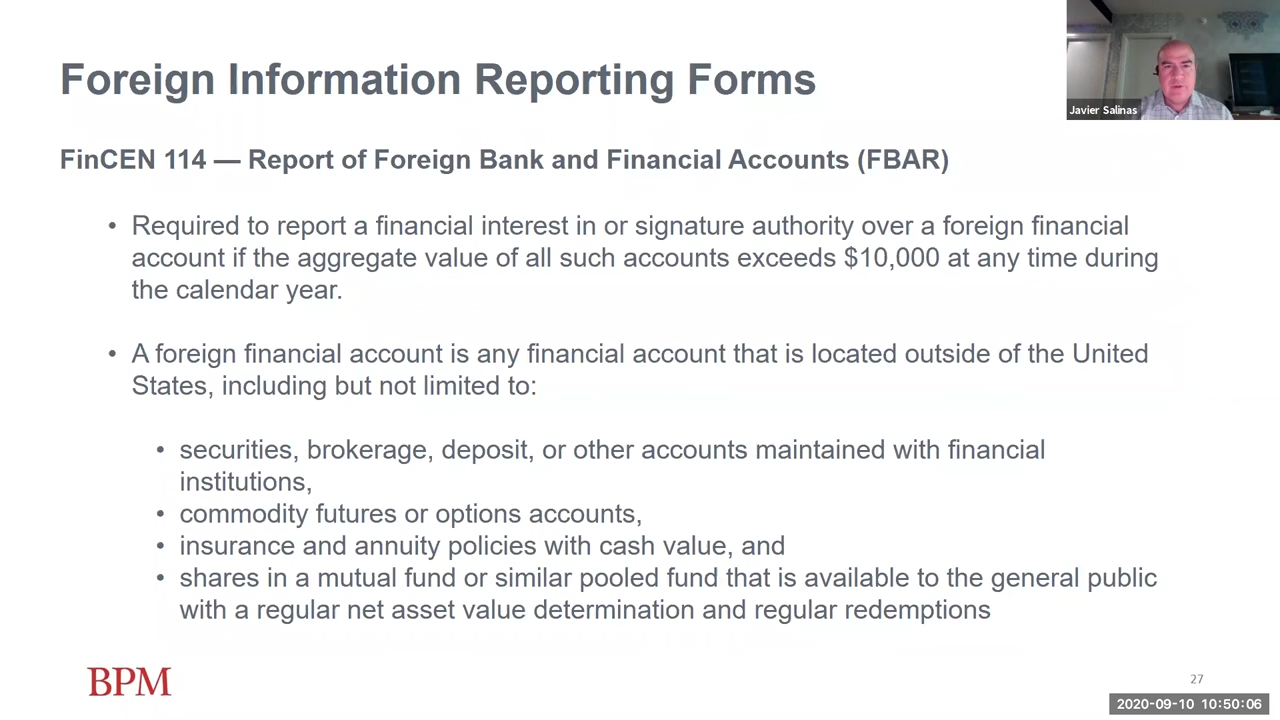 Foreign Information Reporting Forms
Javier Salinas
FinCEN 114 — Report of Foreign Bank and Financial Accounts (FBAR)
• Required to report a financial interest in or signature authority over a foreign financial
account if the aggregate value of all such accounts exceeds $10,000 at any time during
the calendar year.
• A foreign financial account is any financial account that is located outside of the United
States, including but not limited to:
• securities, brokerage, deposit, or other accounts maintained with financial
institutions,
• commodity futures or options accounts,
• insurance and annuity policies with cash value, and
• shares in a mutual fund or similar pooled fund that is available to the general public
with a regular net asset value determination and regular redemptions
BPM
27
2020-09-10 10:50:06